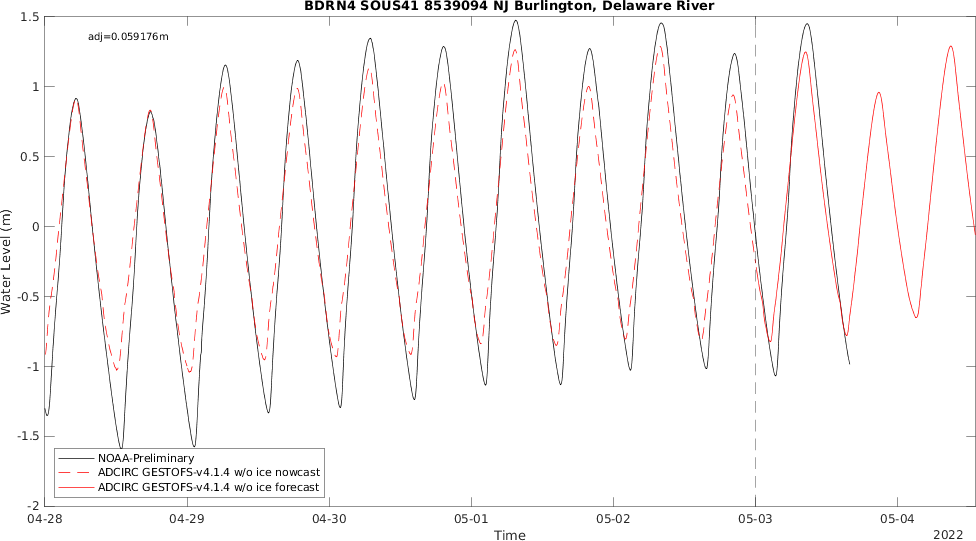 BDRN4 SOUS41 8539094 NJ Burlington, Delaware River
adj=0.059176m
1.5
1
0.5
0
-0.5
-1
-1.5
-2
Water Level (m)
NOAA-Preliminary
ADCIRC GESTOFS-v4.1.4 w/o ice nowcast
ADCIRC GESTOFS-v4.1.4 w/o ice forecast
04-28 04-29 04-30 05-01 05-02 05-03 05-04
Time
2022